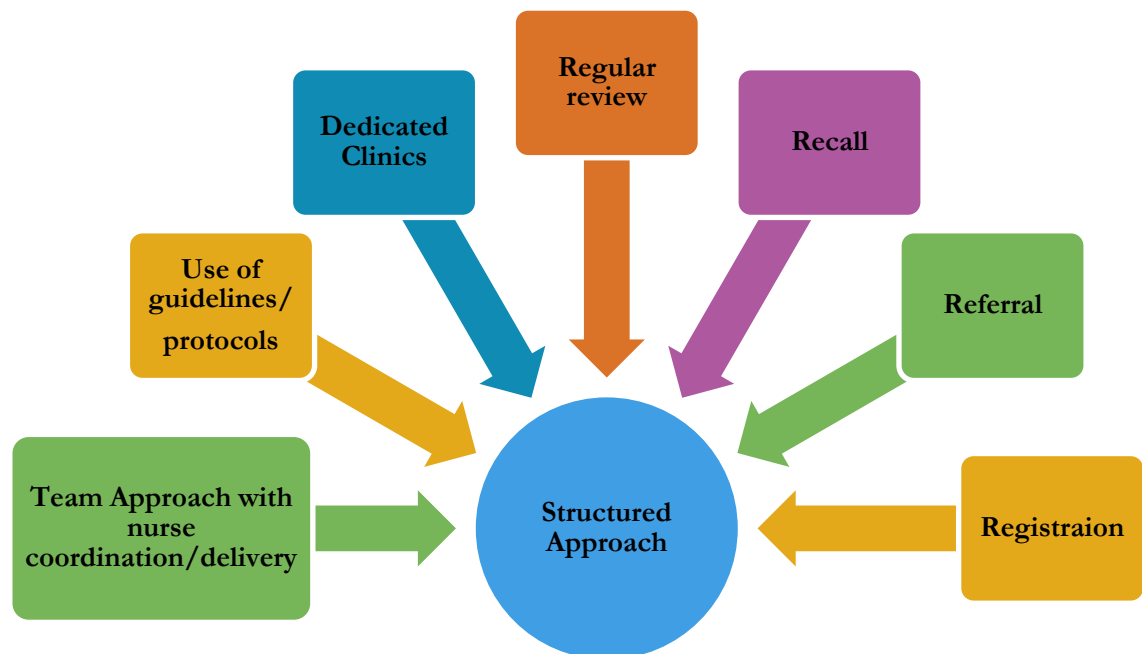 Regular
review
Dedicated
Clinics
Recall
Use of
guidelines/
protocols
Referral
Team Approach with
nurse
coordination/delivery
Structured
Approach
Registraion